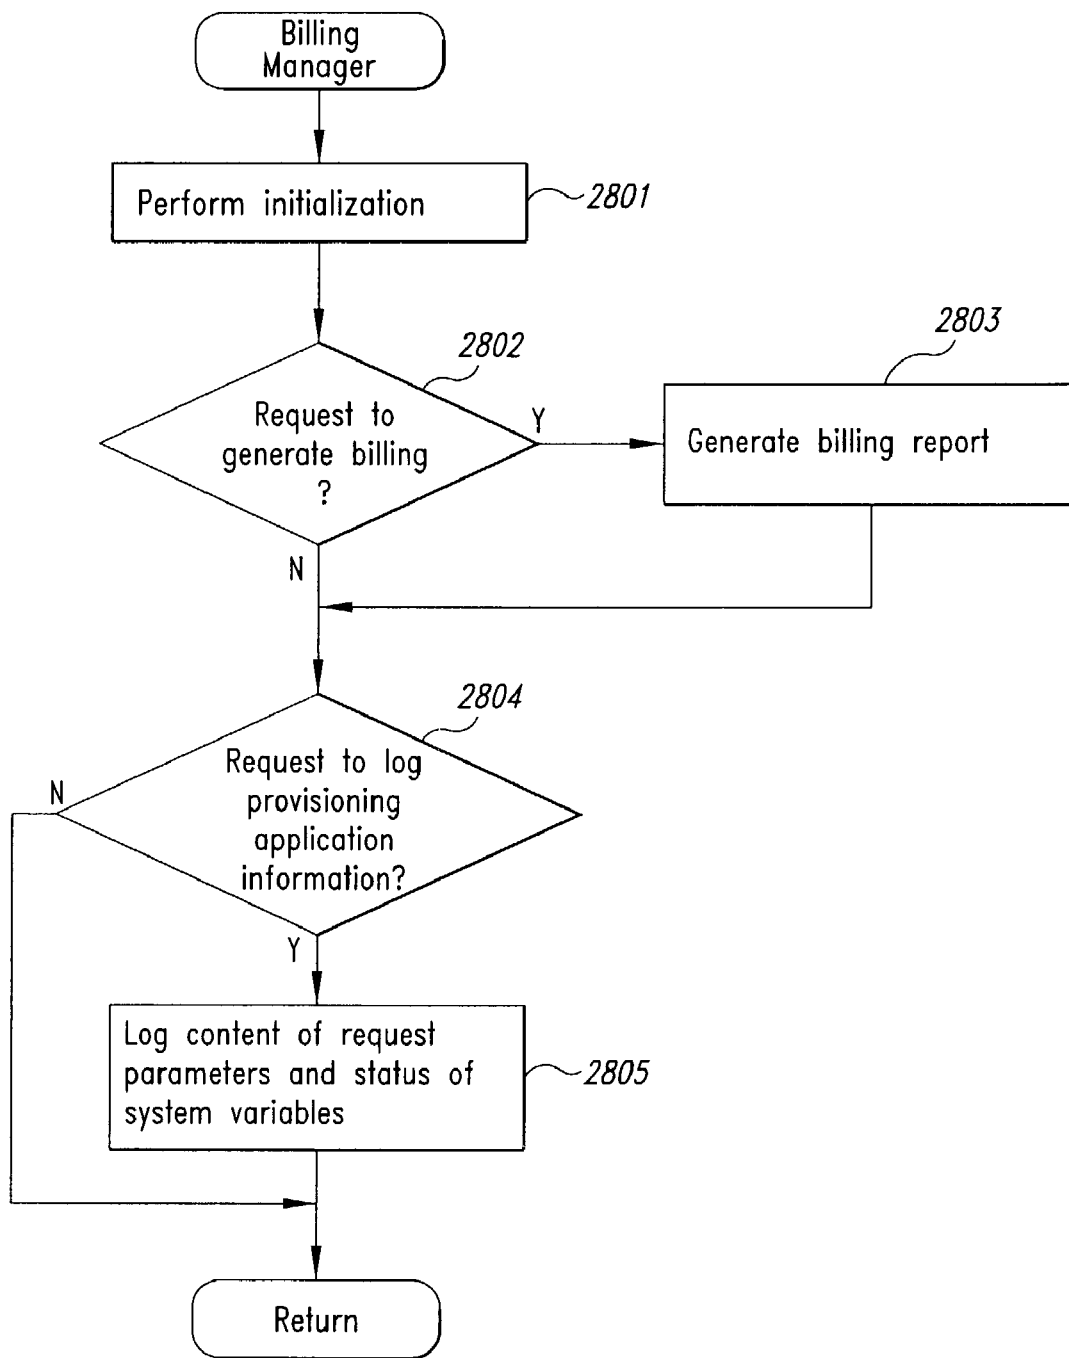 Billing
Manager
Perform initialization
2801
2802
2803
Request to
generate billing
?
Y
Generate billing report
N
2804
Request to log
provisioning
application
information?
N
Y
Log content of request
parameters and status of
system variables
2805
Return